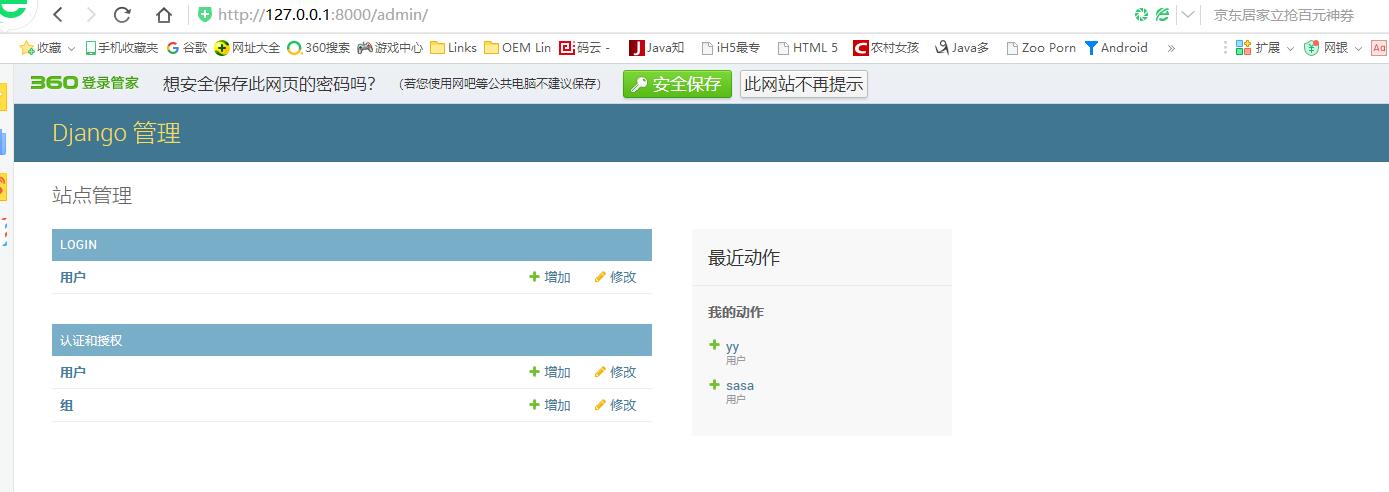 http://127.0.0.1:8000/admin/ 京东居家立抢百元神券
收藏 手机收藏夹 谷歌 网址大全 360搜索 游戏中心 Links OEM Lin 码云 - Java知 iH5最专 HTML 5 农村女孩 Java多 Zoo Porn Android » 扩展 网银 Aa
360 登录管家 想安全保存此网页的密码吗? (若您使用网吧等公共电脑不建议保存) 安全保存 此网站不再提示
Django 管理
站点管理
LOGIN
用户 增加 修改
认证和授权
用户 增加 修改
组 增加 修改
最近动作
我的动作
yy
用户
sasa
用户